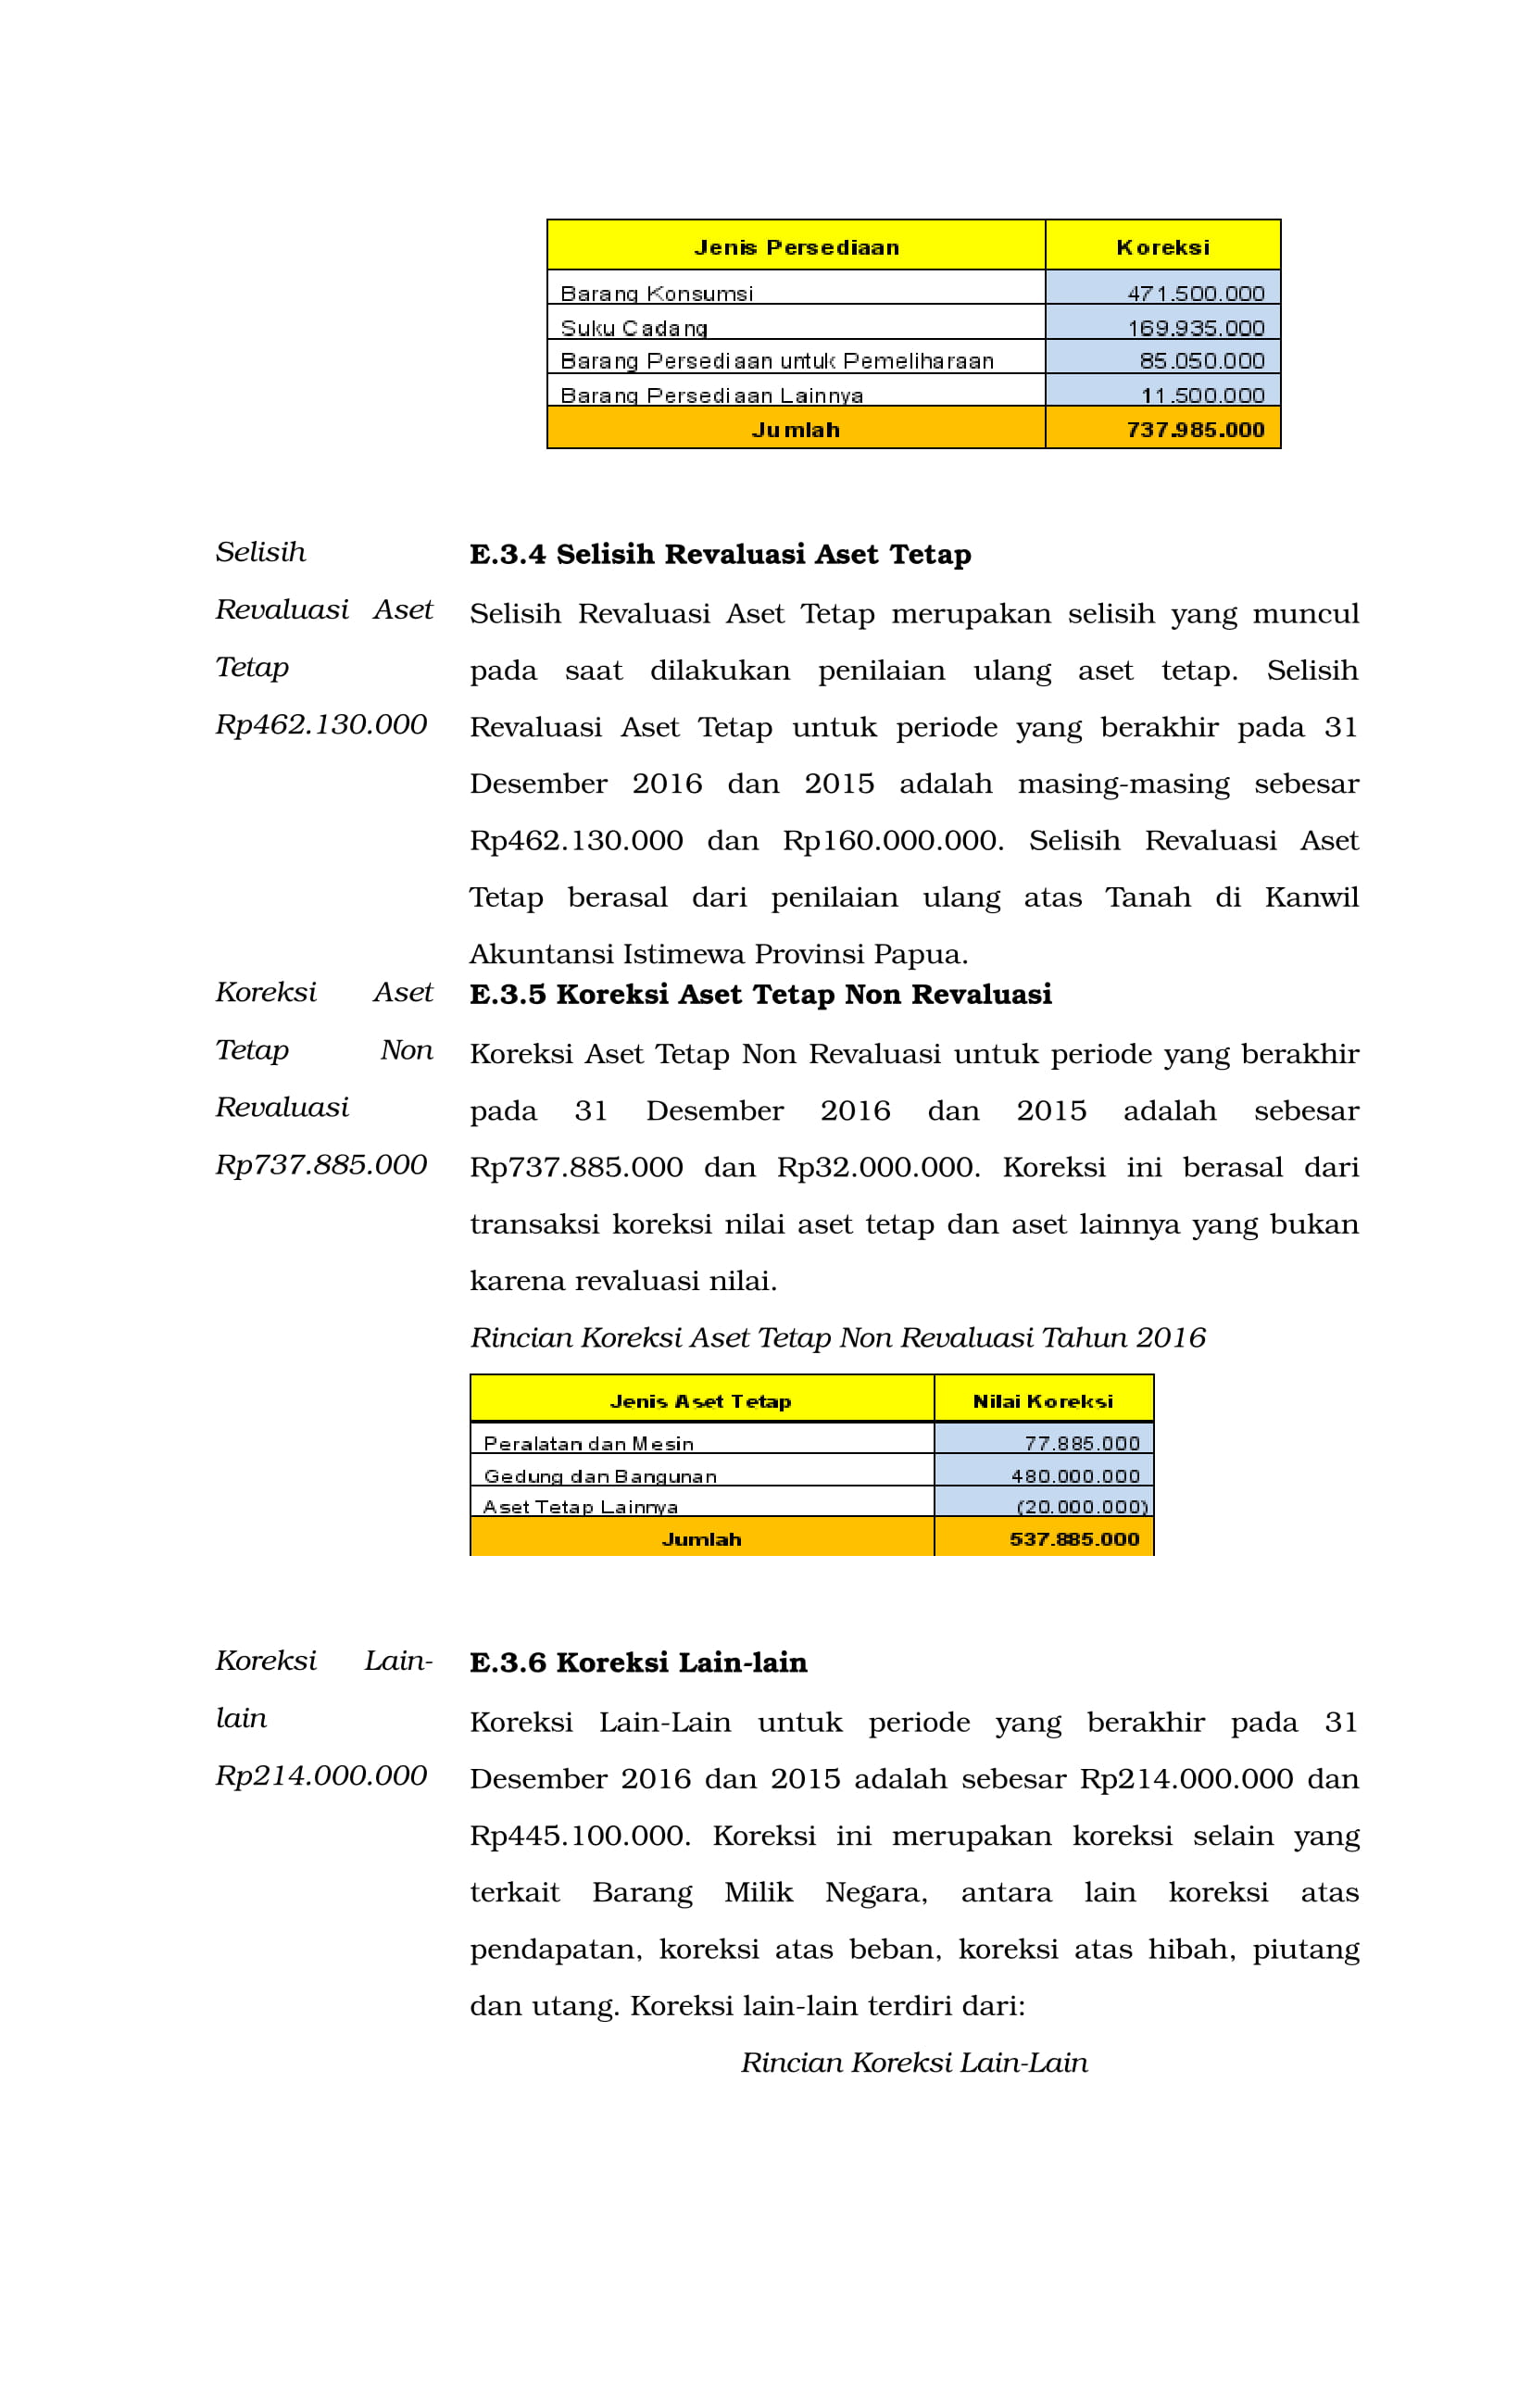 Jenis Persediaan Koreksi
Barang Konsumsi 471.500.000
Suku Cadang 169.935.000
Barang Persediaan untuk Pemeliharaan 85.050.000
Barang Persediaan Lainnya 11.500.000
Jumlah 737.985.000
Selisih
Revaluasi Aset
Tetap
Rp462.130.000
E.3.4 Selisih Revaluasi Aset Tetap
Selisih Revaluasi Aset Tetap merupakan selisih yang muncul
pada saat dilakukan penilaian ulang aset tetap. Selisih
Revaluasi Aset Tetap untuk periode yang berakhir pada 31
Desember 2016 dan 2015 adalah masing-masing sebesar
Rp462.130.000 dan Rp160.000.000. Selisih Revaluasi Aset
Tetap berasal dari penilaian ulang atas Tanah di Kanwil
Akuntansi Istimewa Provinsi Papua.
Koreksi Aset
Tetap Non
Revaluasi
Rp737.885.000
E.3.5 Koreksi Aset Tetap Non Revaluasi
Koreksi Aset Tetap Non Revaluasi untuk periode yang berakhir
pada 31 Desember 2016 dan 2015 adalah sebesar
Rp737.885.000 dan Rp32.000.000. Koreksi ini berasal dari
transaksi koreksi nilai aset tetap dan aset lainnya yang bukan
karena revaluasi nilai.
Rincian Koreksi Aset Tetap Non Revaluasi Tahun 2016
Jenis Aset Tetap Nilai Koreksi
Peralatan dan Mesin 77.885.000
Gedung dan Bangunan 480.000.000
Aset Tetap Lainnya (20.000.000)
Jumlah 537.885.000
Koreksi Lain-
lain
Rp214.000.000
E.3.6 Koreksi Lain-lain
Koreksi Lain-Lain untuk periode yang berakhir pada 31
Desember 2016 dan 2015 adalah sebesar Rp214.000.000 dan
Rp445.100.000. Koreksi ini merupakan koreksi selain yang
terkait Barang Milik Negara, antara lain koreksi atas
pendapatan, koreksi atas beban, koreksi atas hibah, piutang
dan utang. Koreksi lain-lain terdiri dari:
Rincian Koreksi Lain-Lain